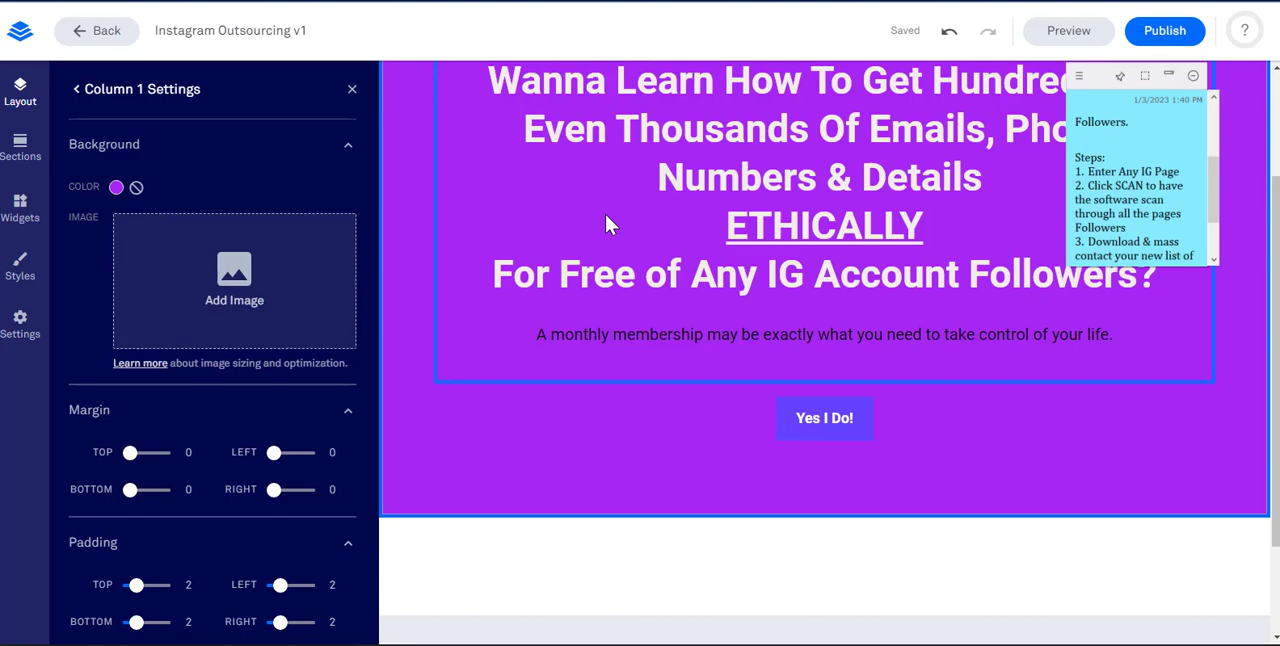 Back
Instagram Outsourcing v1
Saved
Preview
Publish
?
Layout
Sections
Widgets
Styles
Settings
< Column 1 Settings
Background
COLOR
IMAGE
Add Image
Learn more about image sizing and optimization.
Margin
TOP 0 LEFT 0
BOTTOM 0 RIGHT 0
Padding
TOP 2 LEFT 2
BOTTOM 2 RIGHT 2
Wanna Learn How To Get
Even Thousands Of Emails,
Numbers & Details
ETHICALLY
For Free of Any IG Account Followers?
A monthly membership may be exactly what you need to take control of your life.
Yes I Do!
1/3/2023 1:40 PM
Followers.
Steps:
1. Enter Any IG Page
2. Click SCAN to have
the software scan
through all the pages
Followers
3. Download & mass
contact your new list of